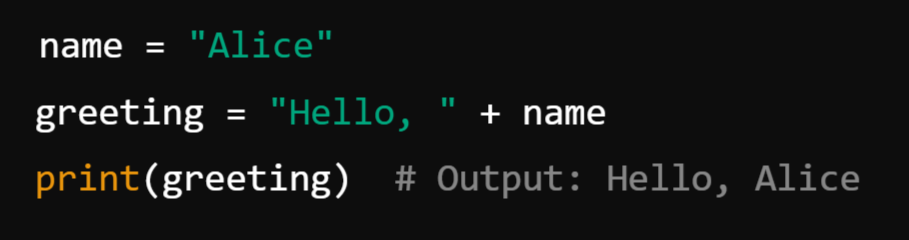 name = "Alice"
greeting = "Hello, " + name
print(greeting)  # Output: Hello, Alice